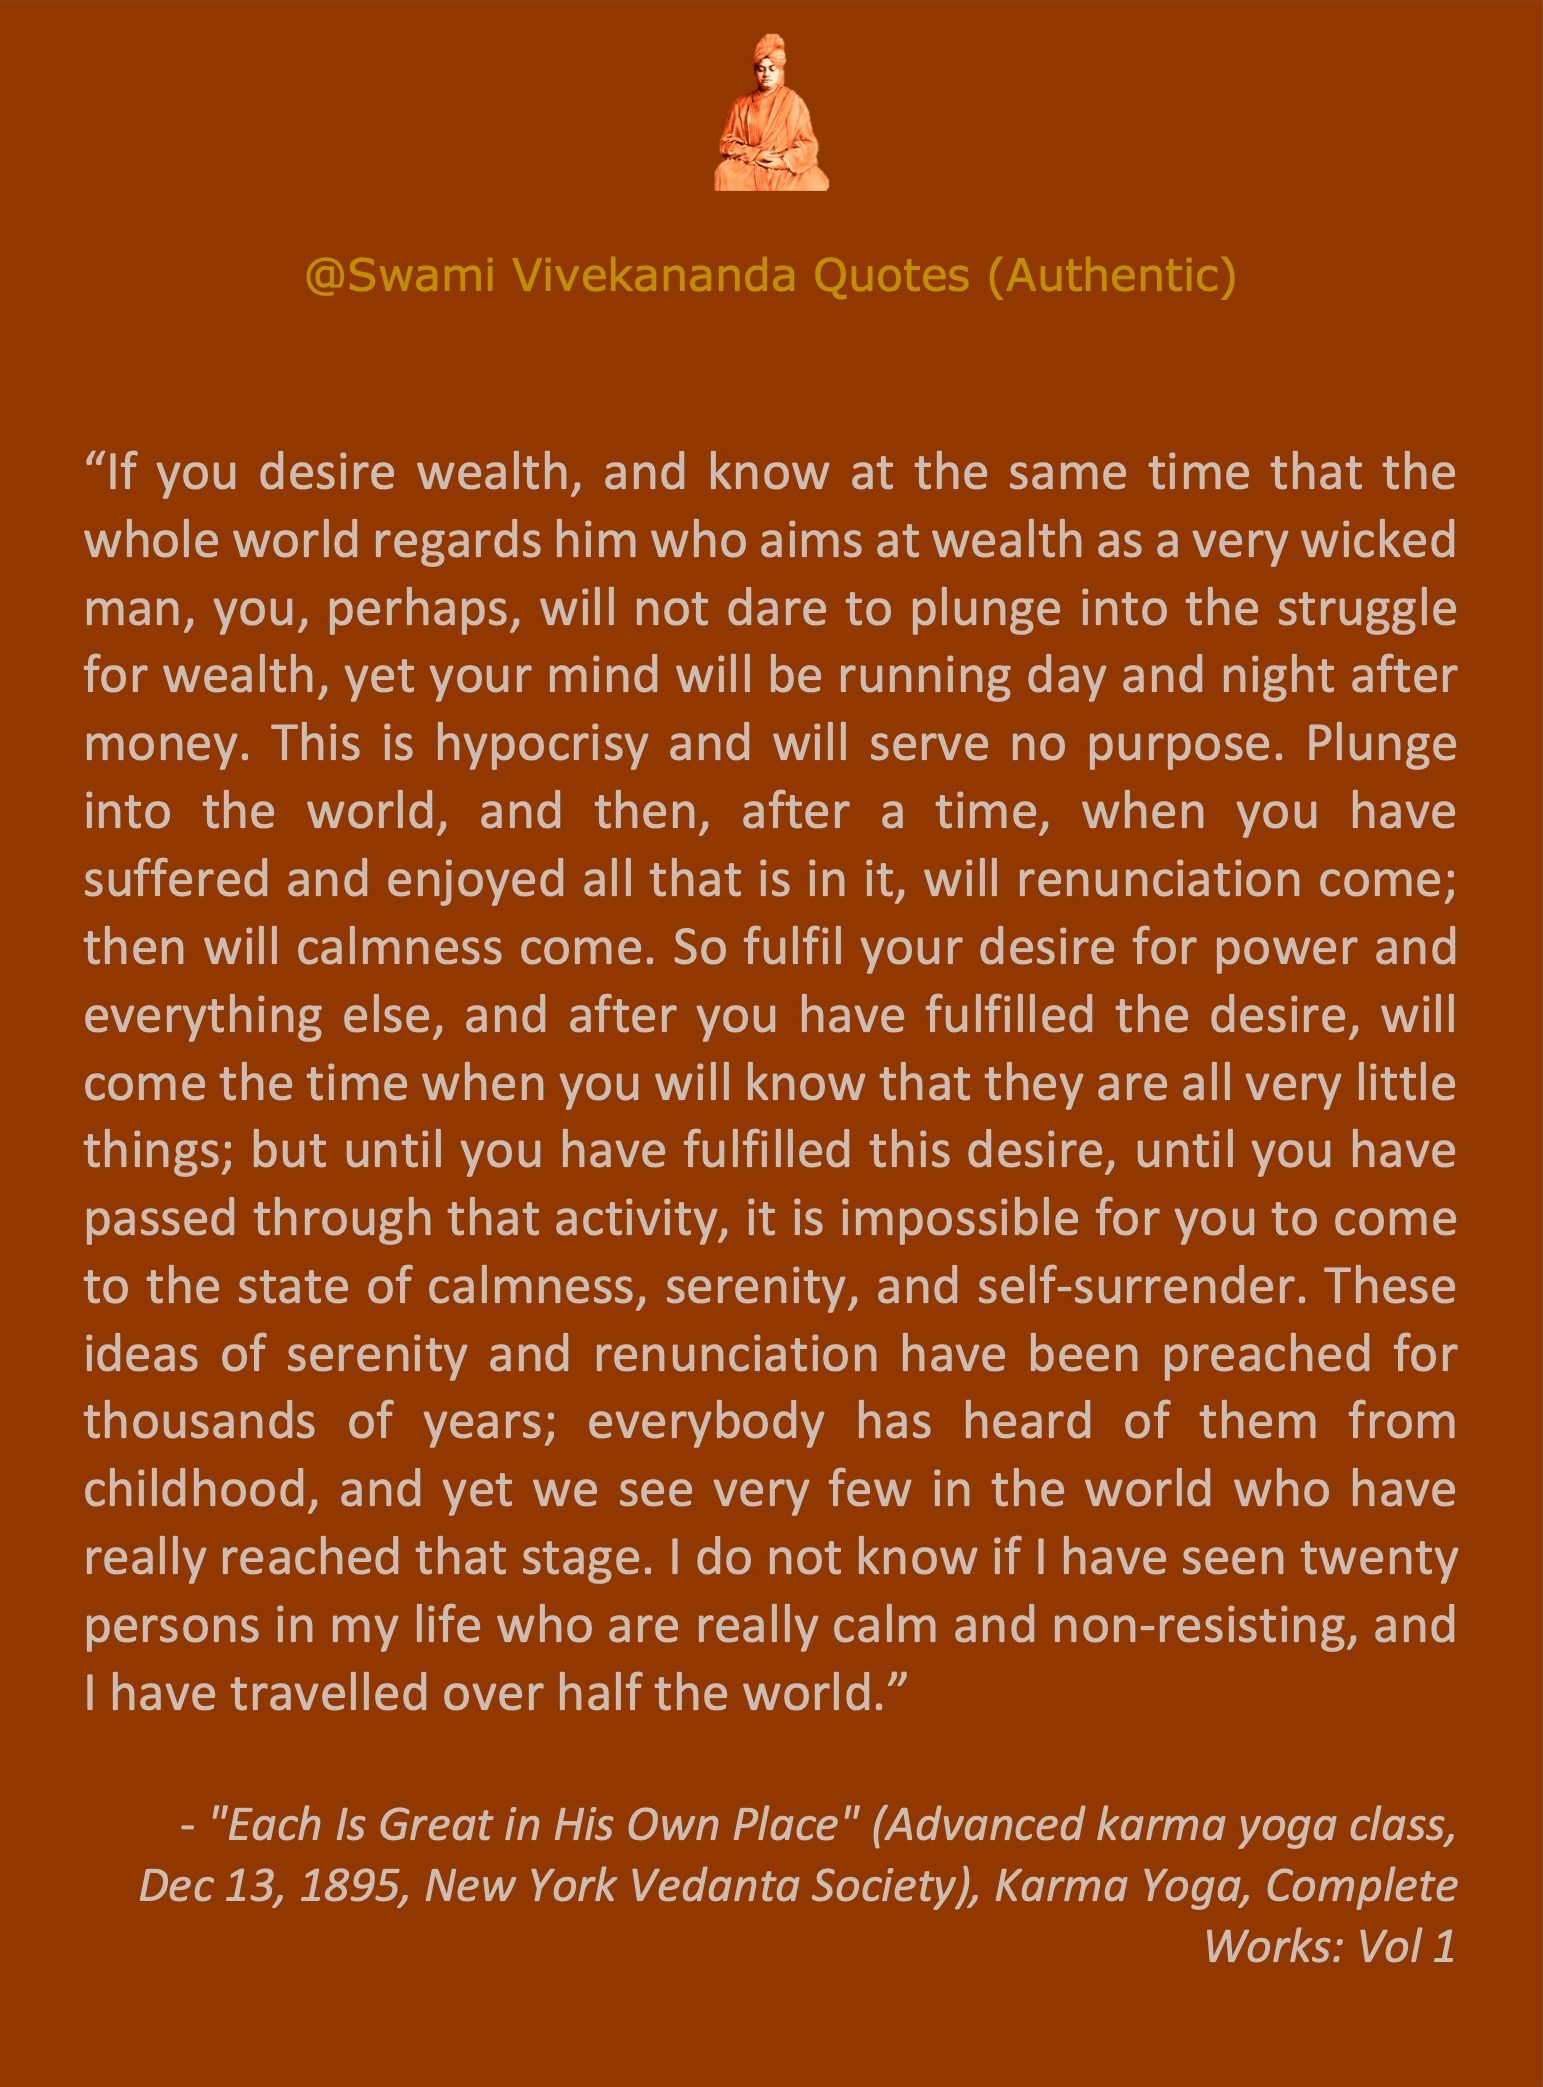 @Swami Vivekananda Quotes (Authentic)
“If you desire wealth, and know at the same time that the
whole world regards him who aims at wealth as a very wicked
man, you, perhaps, will not dare to plunge into the struggle
for wealth, yet your mind will be running day and night after
money. This is hypocrisy and will serve no purpose. Plunge
into the world, and then, after a time, when you have
suffered and enjoyed all that is in it, will renunciation come;
then will calmness come. So fulfil your desire for power and
everything else, and after you have fulfilled the desire, will
come the time when you will know that they are all very little
things; but until you have fulfilled this desire, until you have
passed through that activity, it is impossible for you to come
to the state of calmness, serenity, and self-surrender. These
ideas of serenity and renunciation have been preached for
thousands of years; everybody has heard of them from
childhood, and yet we see very few in the world who have
really reached that stage. I do not know if I have seen twenty
persons in my life who are really calm and non-resisting, and
I have travelled over half the world.”
- "Each Is Great in His Own Place" (Advanced karma yoga class,
Dec 13, 1895, New York Vedanta Society), Karma Yoga, Complete
Works: Vol 1